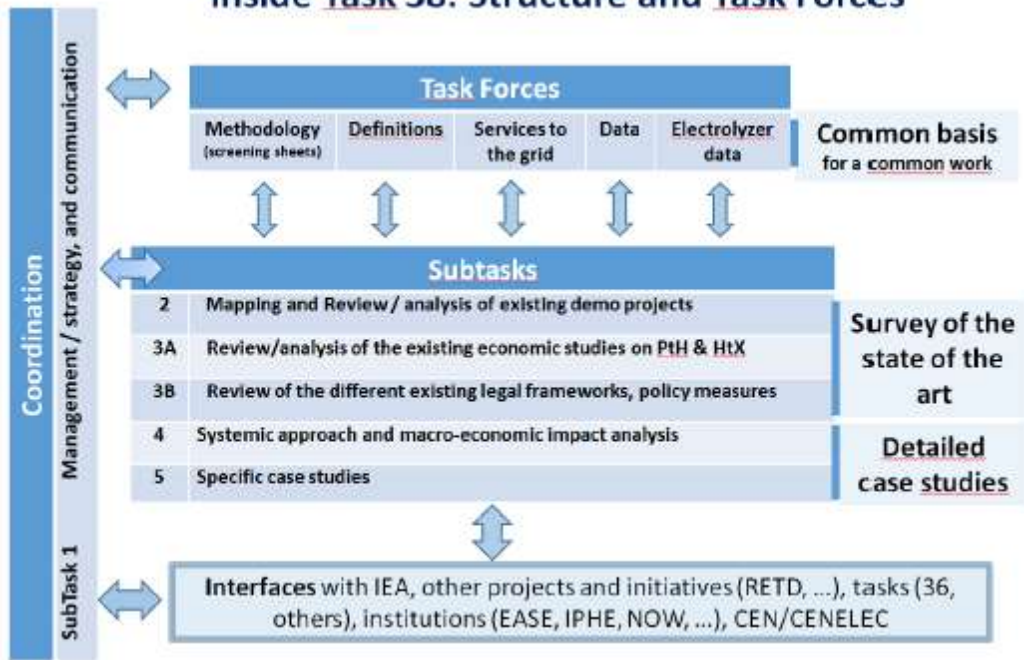 Inside Task 38: Structure and Task Forces
Coordination
SubTask 1 Management / strategy, and communication
Task Forces
Methodology
(screening sheets)
Definitions
Services to
the grid
Data
Electrolyzer
data
Common basis
for a common work
Subtasks
2 Mapping and Review / analysis of existing demo projects
3A Review/analysis of the existing economic studies on PtH & HtX
3B Review of the different existing legal frameworks, policy measures
4 Systemic approach and macro-economic impact analysis
5 Specific case studies
Survey of the
state of the
art
Detailed
case studies
Interfaces with IEA, other projects and initiatives (RETD, ...), tasks (36,
others), institutions (EASE, IPHE, NOW, ...), CEN/CENELEC